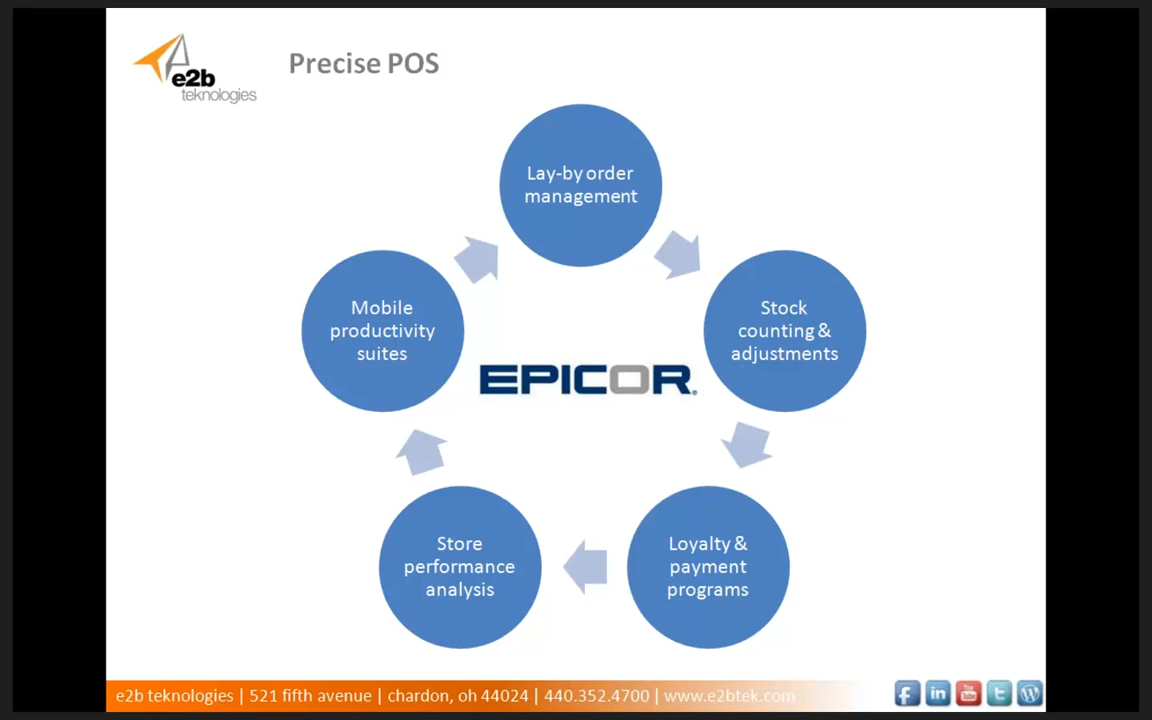 e2b
teknologies
Precise POS
Lay-by order
management
Stock
counting &
adjustments
Loyalty &
payment
programs
Store
performance
analysis
Mobile
productivity
suites
EPICOR®
e2b teknologies | 521 fifth avenue | chardon, oh 44024 | 440.352.4700 | www.e2btek.com